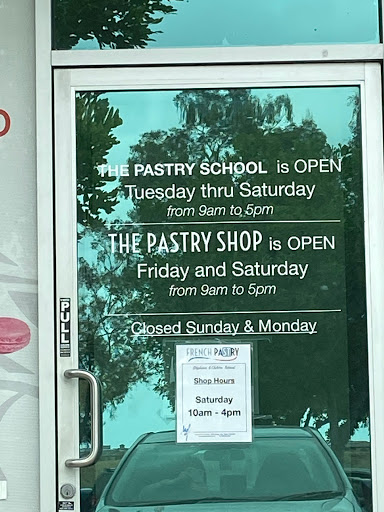 THE PASTRY SCHOOL is OPEN
Tuesday thru Saturday
from 9am to 5pm
THE PASTRY SHOP is OPEN
Friday and Saturday
from 9am to 5pm
Closed Sunday & Monday
PULL
FRENCH PASTRY
Shop Hours
Saturday
10am - 4pm